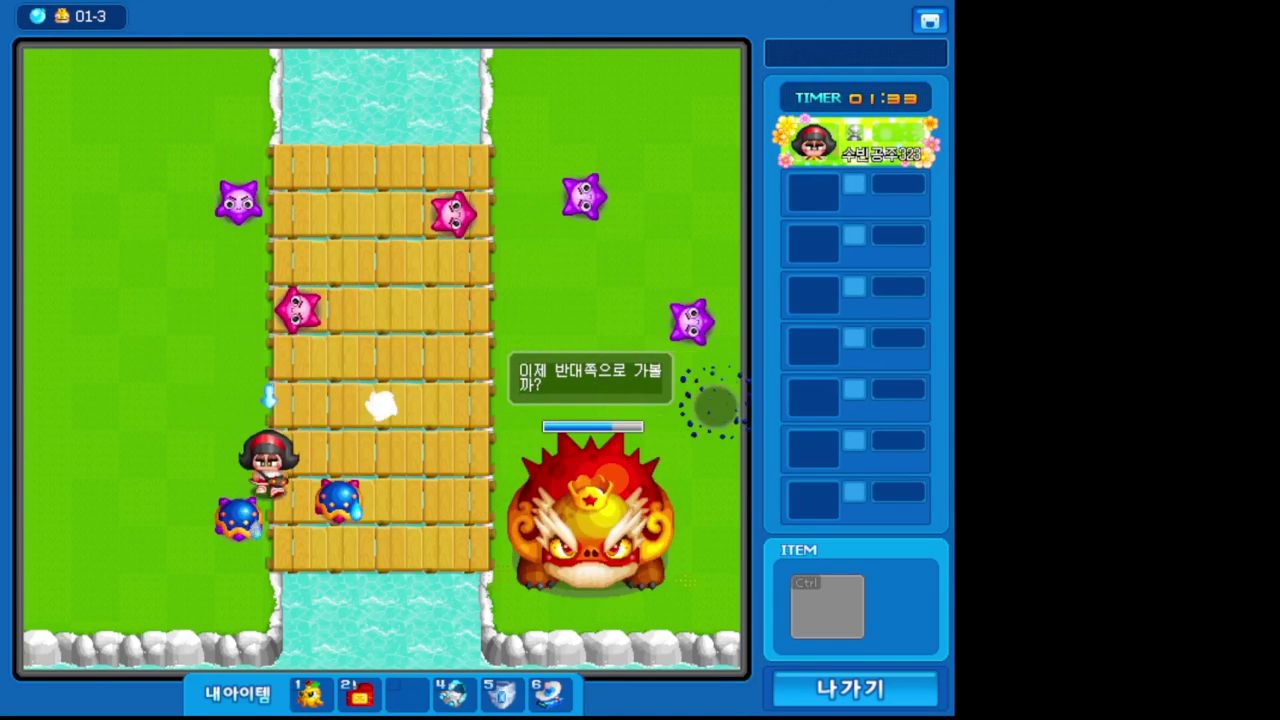 01-3
TIMER 01:33
수빈공주323
이제 반대쪽으로 가볼
까?
ITEM
Ctrl
내아이템
1
2
4
5
6
나가기